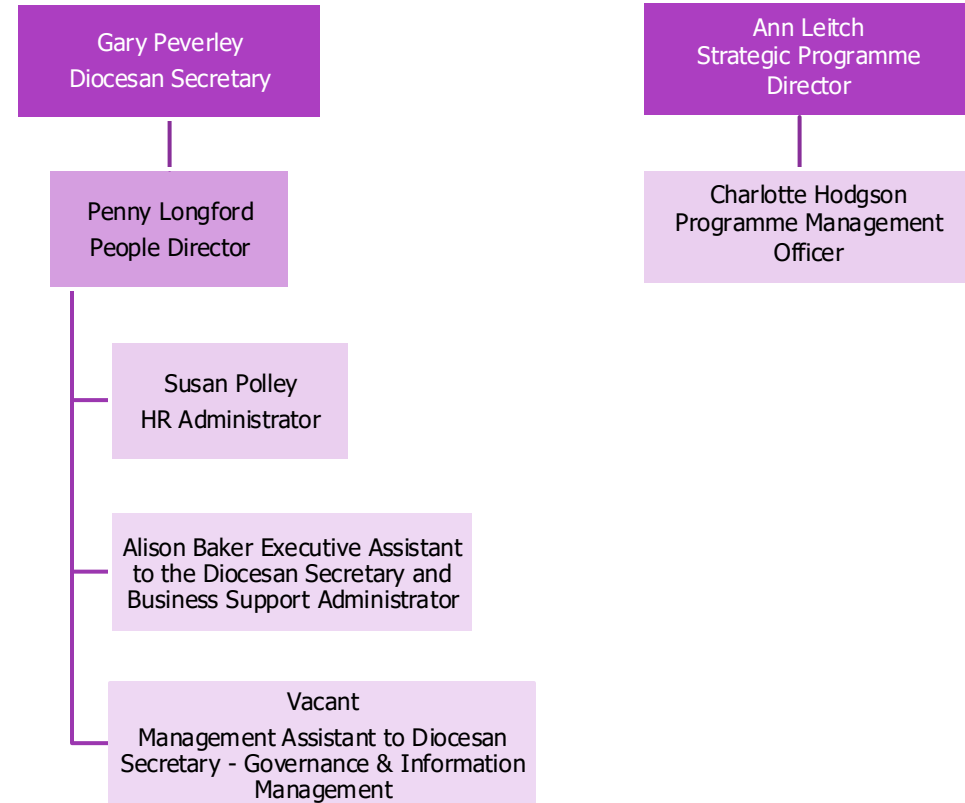 Gary Peverley
Diocesan Secretary
Ann Leitch
Strategic Programme
Director
Penny Longford
People Director
Charlotte Hodgson
Programme Management
Officer
Susan Polley
HR Administrator
Alison Baker Executive Assistant
to the Diocesan Secretary and
Business Support Administrator
Vacant
Management Assistant to Diocesan
Secretary - Governance & Information
Management